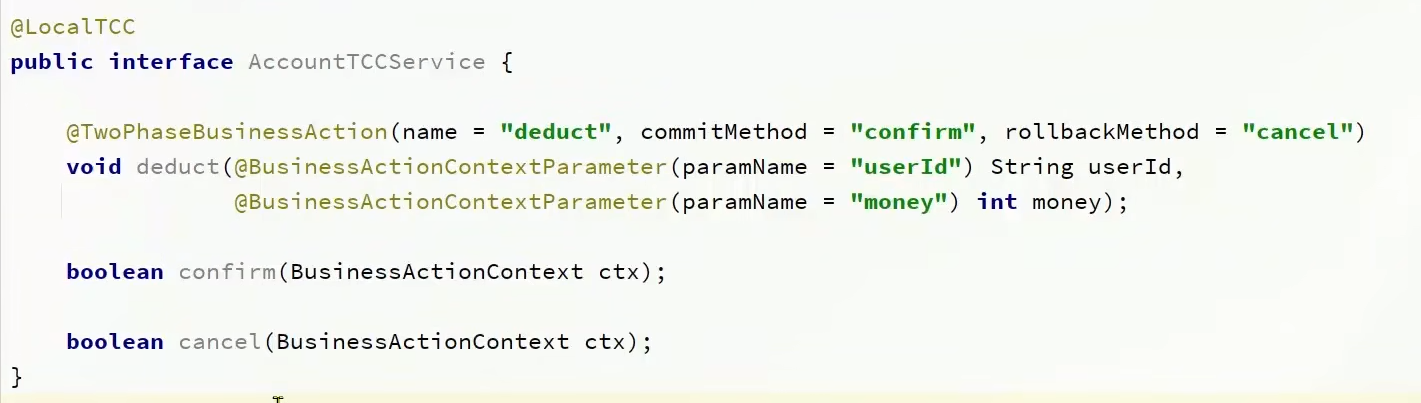 @LocalTCC
public interface AccountTCCService {
@TwoPhaseBusinessAction(name = "deduct", commitMethod = "confirm", rollbackMethod = "cancel")
void deduct(@BusinessActionContextParameter(paramName = "userId") String userId,
@BusinessActionContextParameter(paramName = "money") int money);
boolean confirm(BusinessActionContext ctx);
boolean cancel(BusinessActionContext ctx);
}